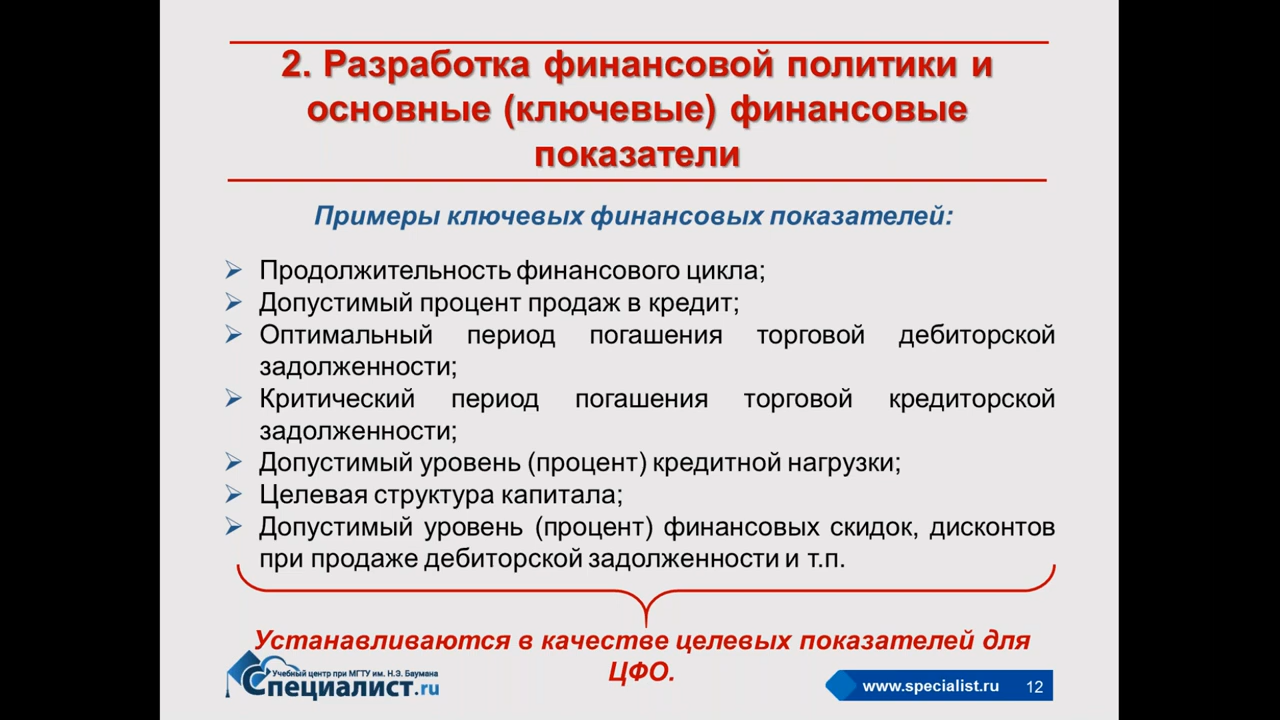 2. Разработка финансовой политики и
основные (ключевые) финансовые
показатели
Примеры ключевых финансовых показателей:
Продолжительность финансового цикла;
Допустимый процент продаж в кредит;
Оптимальный период погашения торговой дебиторской
задолженности;
Критический период погашения торговой кредиторской
задолженности;
Допустимый уровень (процент) кредитной нагрузки;
Целевая структура капитала;
Допустимый уровень (процент) финансовых скидок, дисконтов
при продаже дебиторской задолженности и т.п.
Устанавливаются в качестве целевых показателей для
ЦФО.
Учебный центр при МГТУ им. Н.Э. Баумана
Специалист.ru
www.specialist.ru 12